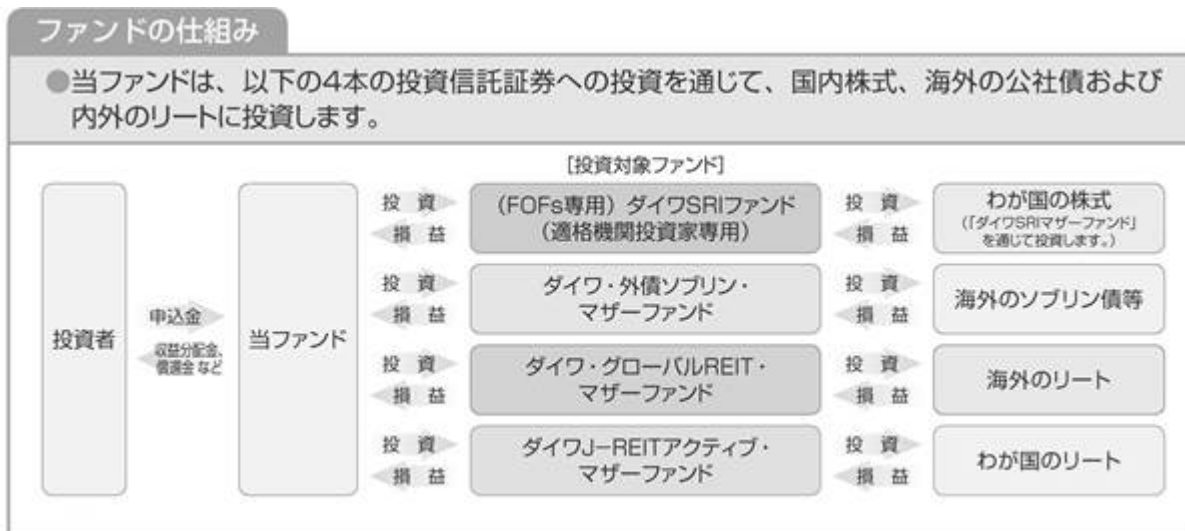 ファンドの仕組み
●当ファンドは、以下の4本の投資信託証券への投資を通じて、国内株式、海外の公社債および
内外のリートに投資します。
[投資対象ファンド]
投資者
申込金
収益分配金、
償還金 など
当ファンド
投 資
損 益
(FOFs専用) ダイワSRIファンド
(適格機関投資家専用)
投 資
損 益
わが国の株式
(「ダイワSRIマザーファンド」
を通じて投資します。)
投 資
損 益
ダイワ・外債ソブリン・
マザーファンド
投 資
損 益
海外のソブリン債等
投 資
損 益
ダイワ・グローバルREIT・
マザーファンド
投 資
損 益
海外のリート
投 資
損 益
ダイワJ-REITアクティブ・
マザーファンド
投 資
損 益
わが国のリート